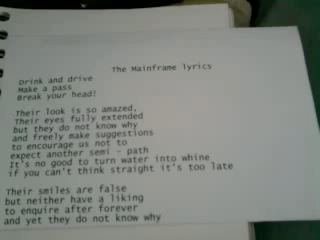 The Mainframe lyrics
Drink and drive
Make a pass
Break your head!
Their look is so amazed,
Their eyes fully extended
but they do not know why
and freely make suggestions
to encourage us not to
expect another semi - path
It's no good to turn water into whine
if you can't think straight it's too late
Their smiles are false
but neither have a liking
to enquire after forever
and yet they do not know why